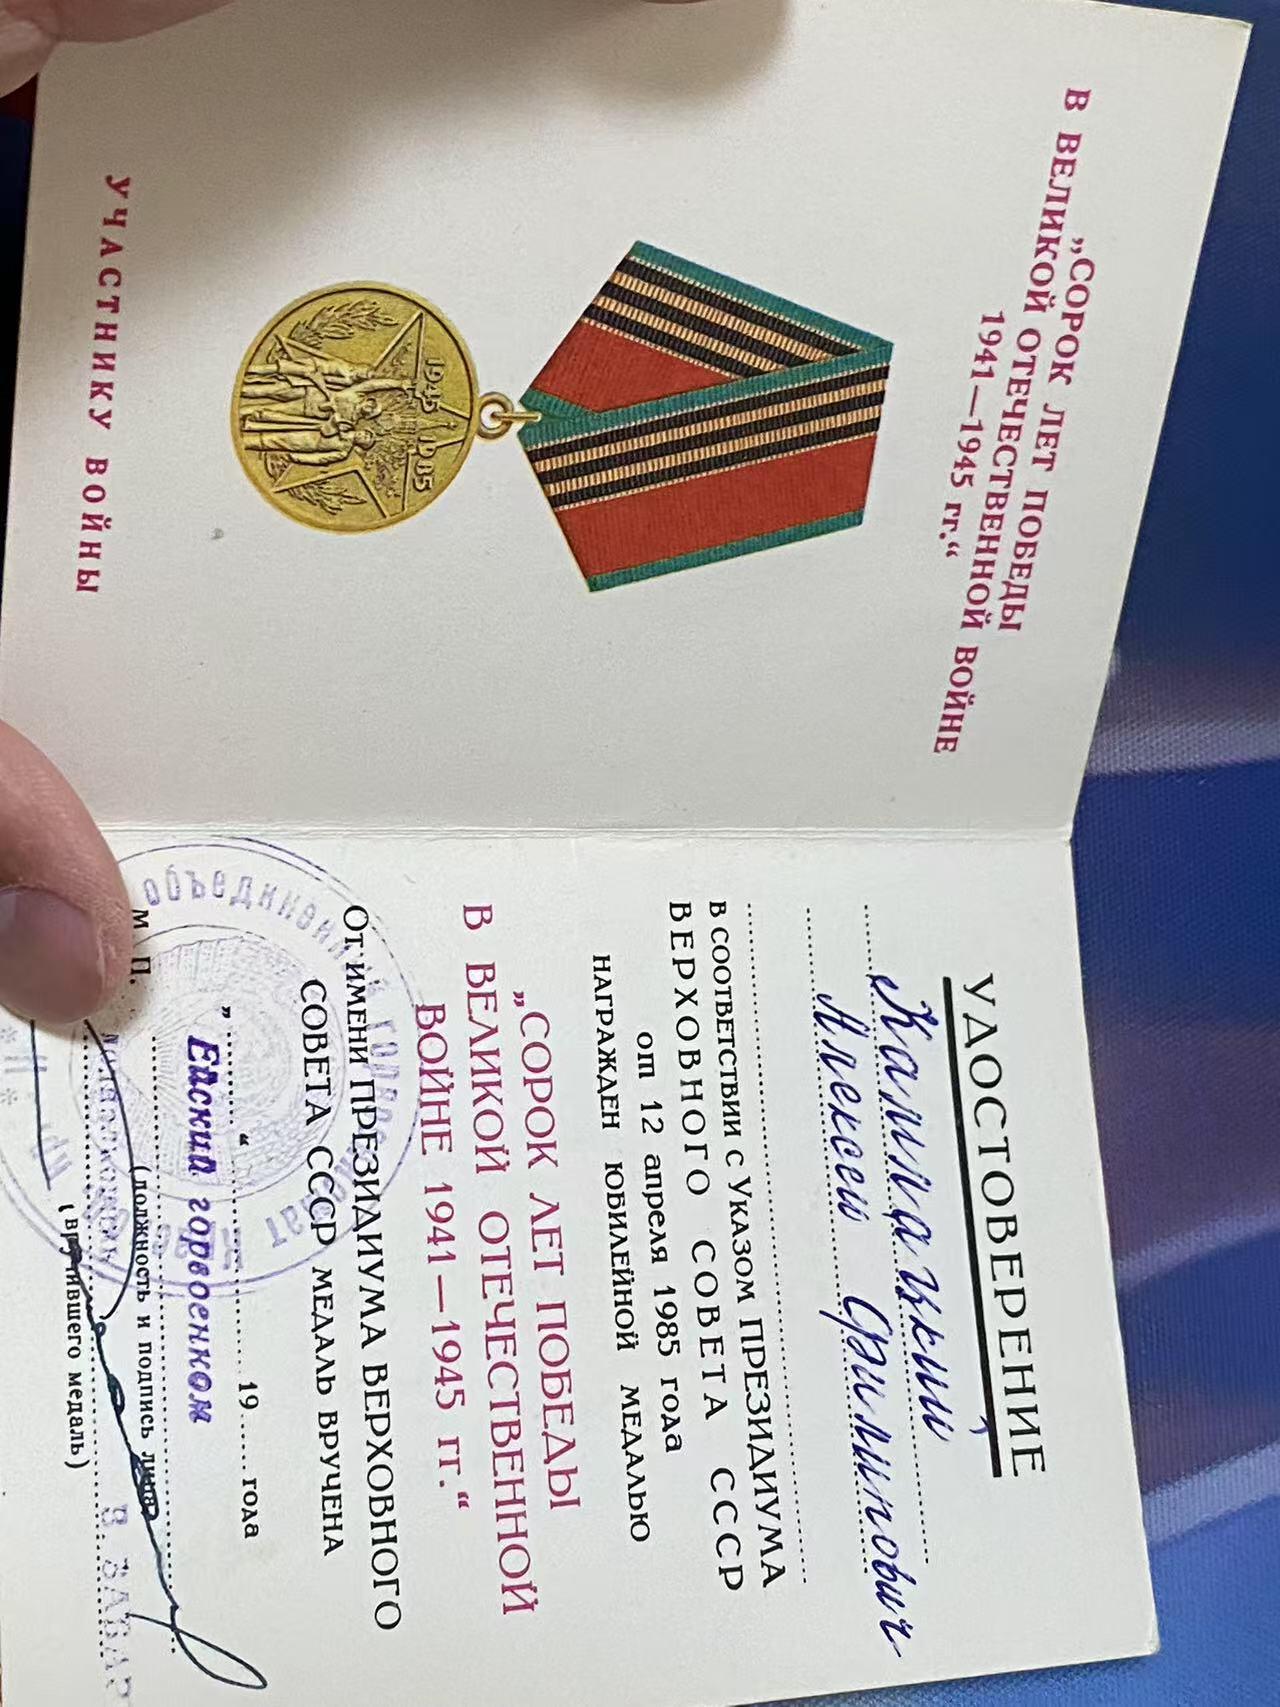 „СОРОК ЛЕТ ПОБЕДЫ
В ВЕЛИКОЙ ОТЕЧЕСТВЕННОЙ ВОЙНЕ
1941—1945 гг.“
1945 1985
УЧАСТНИКУ ВОЙНЫ
УДОСТОВЕРЕНИЕ
Алексей Филипович
В СООТВЕТСТВИИ С УКАЗОМ ПРЕЗИДИУМА
ВЕРХОВНОГО СОВЕТА СССР
от 12 апреля 1985 года
НАГРАЖДЕН ЮБИЛЕЙНОЙ МЕДАЛЬЮ
„СОРОК ЛЕТ ПОБЕДЫ
В ВЕЛИКОЙ ОТЕЧЕСТВЕННОЙ
ВОЙНЕ 1941—1945 гг.“
ОТ ИМЕНИ ПРЕЗИДИУМА ВЕРХОВНОГО
СОВЕТА СССР МЕДАЛЬ ВРУЧЕНА
„ “ 19 года
Ейский горвоенком
М П.
(должность и подпись лица,
вручившего медаль)